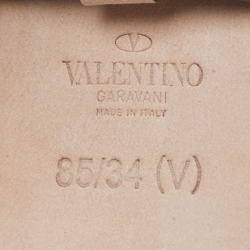 V
VALENTINO
GARAVANI
MADE IN ITALY
85/34 (V)